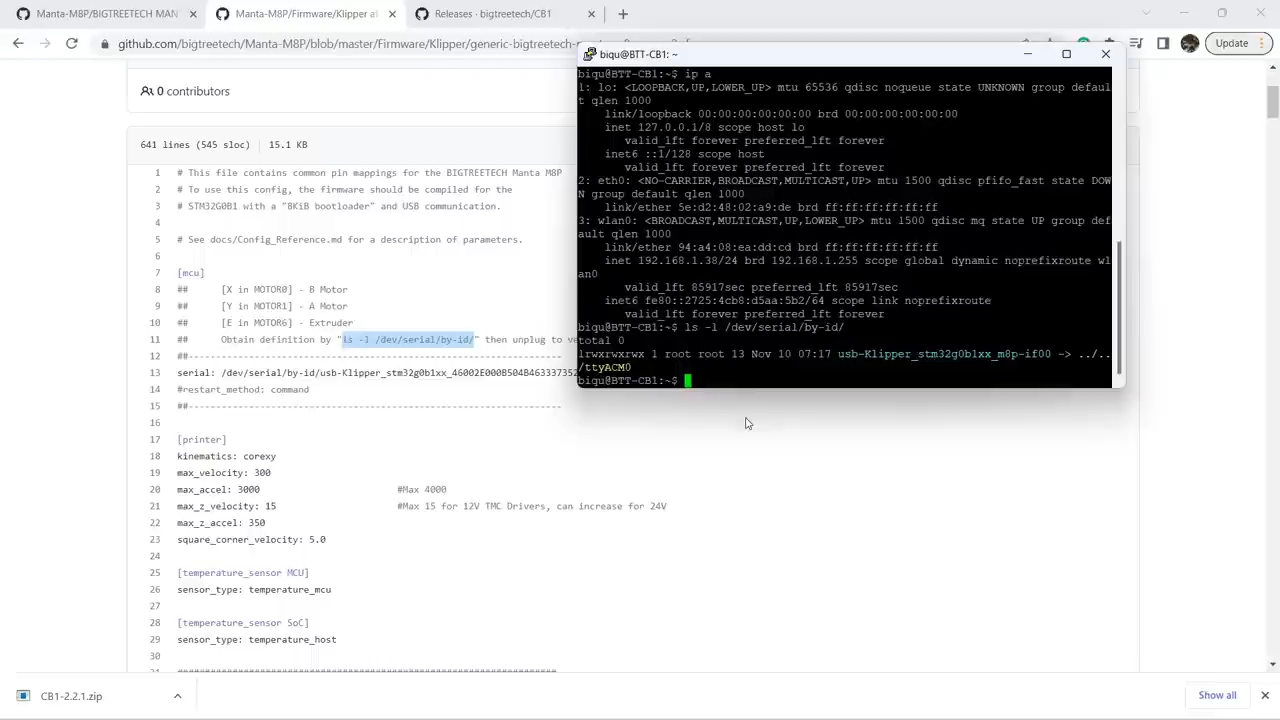 Manta-M8P/BIGTREETECH MAN
Manta-M8P/Firmware/Klipper at
Releases · bigtreetech/CB1
github.com/bigtreetech/Manta-M8P/blob/master/Firmware/Klipper/generic-bigtreetech-
Update
0 contributors
lines (545 sloc) 15.1 KB
# This file contains common pin mappings for the BIGTREETECH Manta M8P
# To use this config, the firmware should be compiled for the
# STM32G0B1 with a "8KiB bootloader" and USB communication.
4
5 # See docs/Config_Reference.md for a description of parameters.
6
7 [mcu]
8 ## [X in MOTOR0] - B Motor
9 ## [Y in MOTOR1] - A Motor
10 ## [E in MOTOR6] - Extruder
11 ## Obtain definition by "ls -l /dev/serial/by-id/" then unplug to
12 ##--------------------------------------------------------------------
13 serial: /dev/serial/by-id/usb-Klipper_stm32g0b1xx_46002E000B504B463337352
14 #restart_method: command
15 ##--------------------------------------------------------------------
16
17 [printer]
18 kinematics: corexy
19 max_velocity: 300
20 max_accel: 3000 #Max 4000
21 max_z_velocity: 15 #Max 15 for 12V TMC Drivers, can increase for 24V
22 max_z_accel: 350
23 square_corner_velocity: 5.0
24
25 [temperature_sensor MCU]
26 sensor_type: temperature_mcu
27
28 [temperature_sensor SoC]
29 sensor_type: temperature_host
30
biqu@BTT-CB1: ~
biqu@BTT-CB1:~$ ip a
1: lo: <LOOPBACK,UP,LOWER_UP> mtu 65536 qdisc noqueue state UNKNOWN group defaul
t qlen 1000
link/loopback 00:00:00:00:00:00 brd 00:00:00:00:00:00
inet 127.0.0.1/8 scope host lo
valid_lft forever preferred_lft forever
inet6 ::1/128 scope host
valid_lft forever preferred_lft forever
2: eth0: <NO-CARRIER,BROADCAST,MULTICAST,UP> mtu 1500 qdisc pfifo_fast state DOW
N group default qlen 1000
link/ether 5e:d2:48:02:a9:de brd ff:ff:ff:ff:ff:ff
3: wlan0: <BROADCAST,MULTICAST,UP,LOWER_UP> mtu 1500 qdisc mq state UP group def
ault qlen 1000
link/ether 94:a4:08:ea:dd:cd brd ff:ff:ff:ff:ff:ff
inet 192.168.1.38/24 brd 192.168.1.255 scope global dynamic noprefixroute wl
an0
valid_lft 85917sec preferred_lft 85917sec
inet6 fe80::2725:4cb8:d5aa:5b2/64 scope link noprefixroute
valid_lft forever preferred_lft forever
biqu@BTT-CB1:~$ ls -l /dev/serial/by-id/
total 0
lrwxrwxrwx 1 root root 13 Nov 10 07:17 usb-Klipper_stm32g0b1xx_m8p-if00 -> ../..
/ttyACM0
biqu@BTT-CB1:~$
CB1-2.2.1.zip
Show all